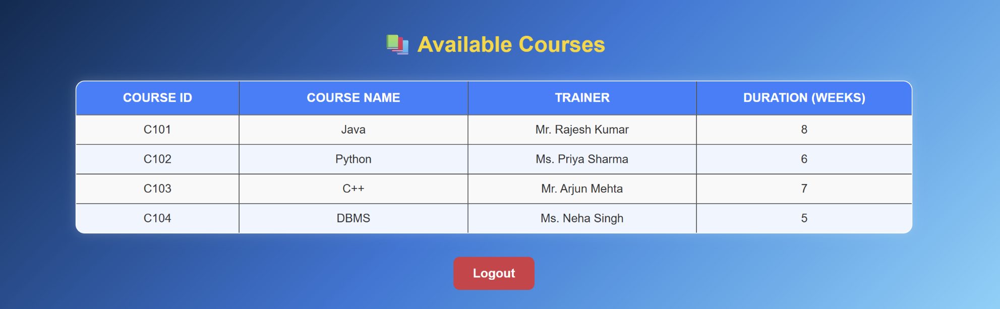 Available Courses
COURSE ID COURSE NAME TRAINER DURATION (WEEKS)
C101 Java Mr. Rajesh Kumar 8
C102 Python Ms. Priya Sharma 6
C103 C++ Mr. Arjun Mehta 7
C104 DBMS Ms. Neha Singh 5
Logout